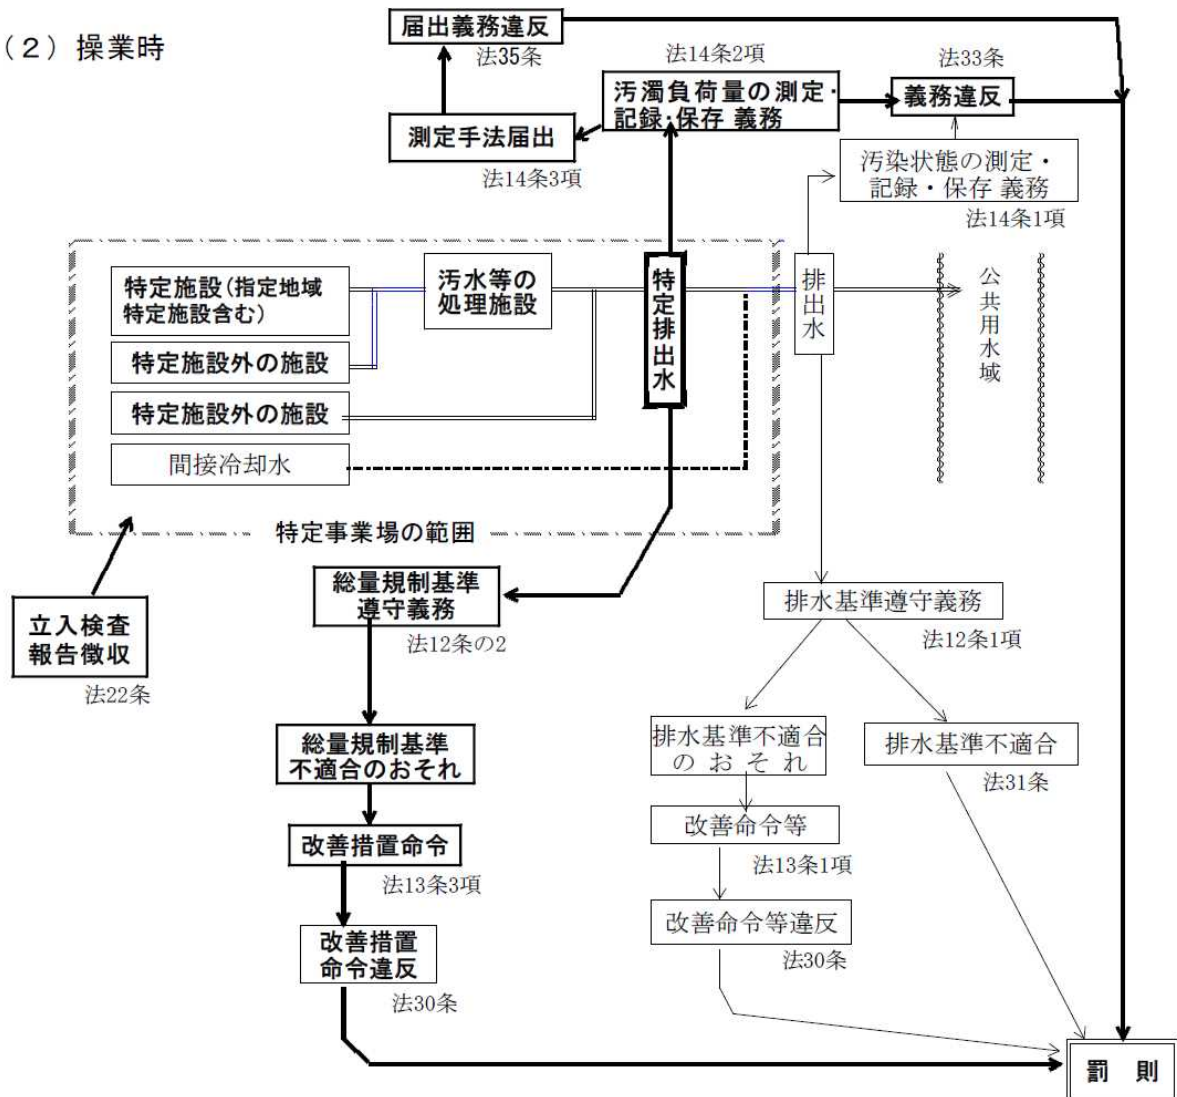 (2)操業時
届出義務違反
法35条
法14条2項
汚濁負荷量の測定・
記録・保存 義務
法33条
義務違反
測定手法届出
法14条3項
汚染状態の測定・
記録・保存 義務
法14条1項
特定施設(指定地域
特定施設含む)
汚水等の
処理施設
特定排出水
排出水
公共用水域
特定施設外の施設
特定施設外の施設
間接冷却水
特定事業場の範囲
立入検査
報告徴収
法22条
総量規制基準
遵守義務
法12条の2
排水基準遵守義務
法12条1項
総量規制基準
不適合のおそれ
排水基準不適合
のおそれ
排水基準不適合
法31条
改善措置命令
法13条3項
改善命令等
法13条1項
改善措置
命令違反
法30条
改善命令等違反
法30条
罰 則